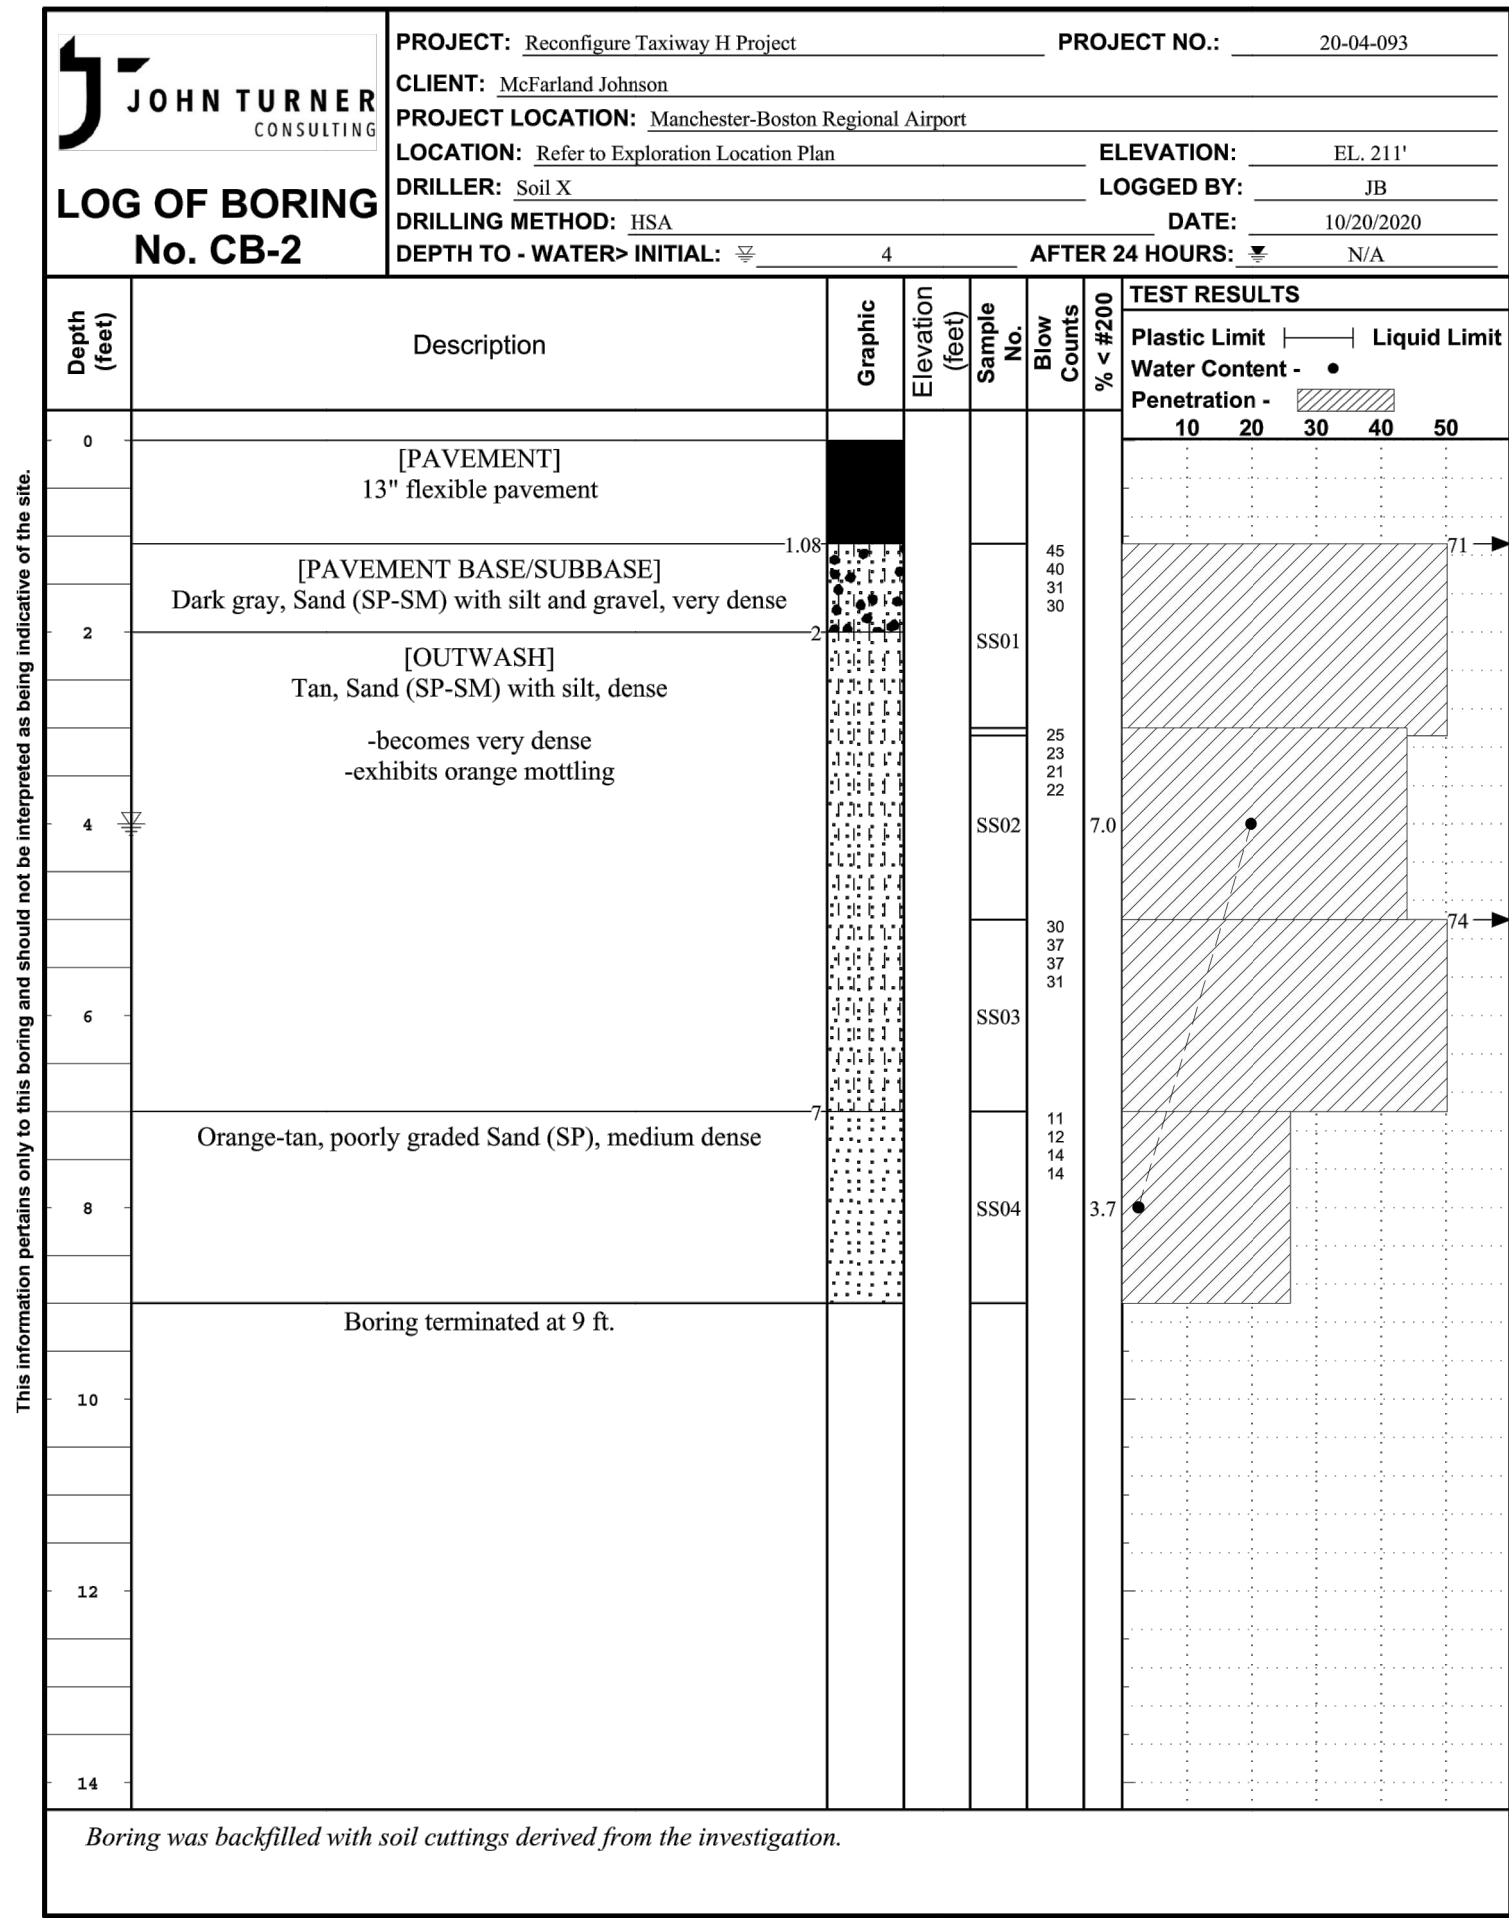 JOHN TURNER
CONSULTING
LOG OF BORING
No. CB-2
PROJECT: Reconfigure Taxiway H Project PROJECT NO.: 20-04-093
CLIENT: McFarland Johnson
PROJECT LOCATION: Manchester-Boston Regional Airport
LOCATION: Refer to Exploration Location Plan ELEVATION: EL. 211'
DRILLER: Soil X LOGGED BY: JB
DRILLING METHOD: HSA DATE: 10/20/2020
DEPTH TO - WATER> INITIAL: 4 AFTER 24 HOURS: N/A
Depth
(feet)
Description
Graphic
Elevation
(feet)
Sample
No.
Blow
Counts
% < #200
TEST RESULTS
Plastic Limit Liquid Limit
Water Content -
Penetration -
10 20 30 40 50
0
[PAVEMENT]
13" flexible pavement
1.08
71
[PAVEMENT BASE/SUBBASE]
Dark gray, Sand (SP-SM) with silt and gravel, very dense
45
40
31
30
2
2
SS01
[OUTWASH]
Tan, Sand (SP-SM) with silt, dense
-becomes very dense
-exhibits orange mottling
25
23
21
22
4
SS02
7.0
74
30
37
37
31
6
SS03
7
Orange-tan, poorly graded Sand (SP), medium dense
11
12
14
14
8
SS04
3.7
Boring terminated at 9 ft.
10
12
14
Boring was backfilled with soil cuttings derived from the investigation.
This information pertains only to this boring and should not be interpreted as being indicative of the site.